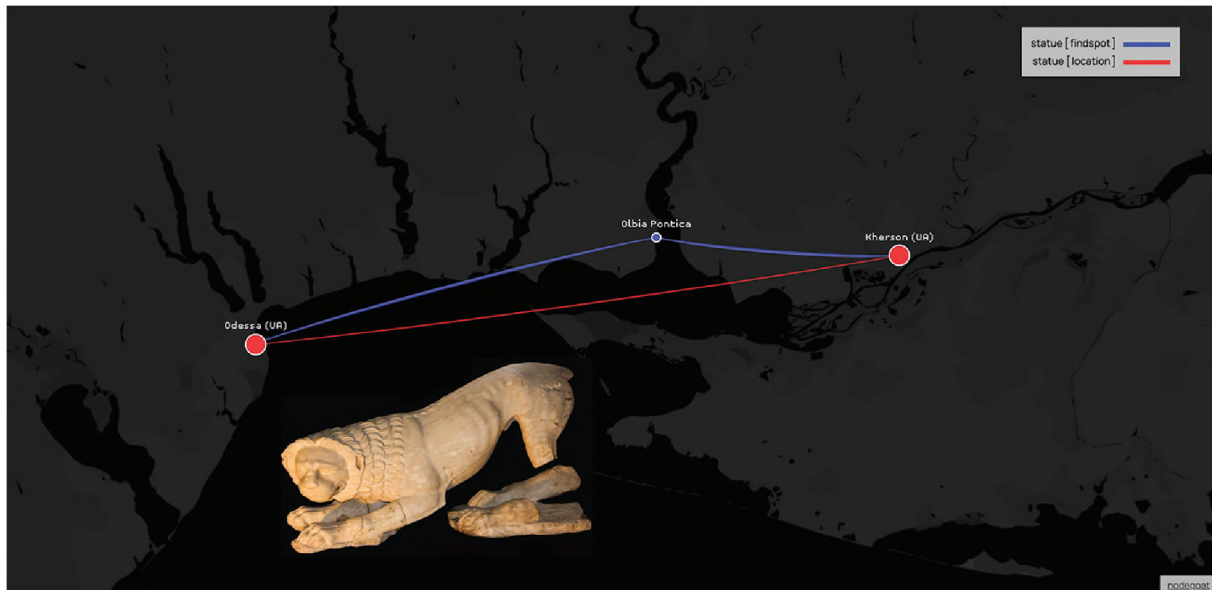 statue [findspot]
statue [location]
Olbia Pontica
Kherson (UA)
Odessa (UA)
nodegoat